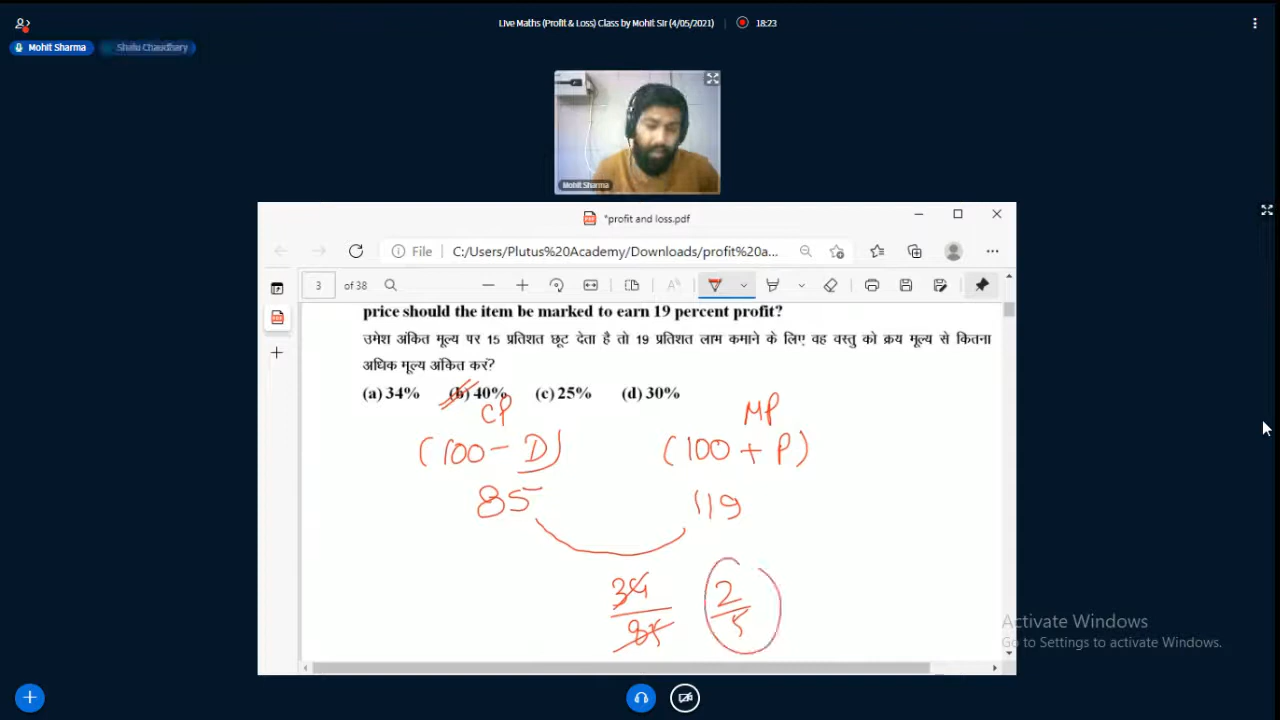 Live Maths (Profit & Loss) Class by Mohit Sir (4/05/2021) 18:23
Mohit Sharma Shalu Chaudhary
Mohit Sharma
*profit and loss.pdf
File C:/Users/Plutus%20Academy/Downloads/profit%20a...
3 of 38
price should the item be marked to earn 19 percent profit?
उमेश अंकित मूल्य पर 15 प्रतिशत छूट देता है तो 19 प्रतिशत लाभ कमाने के लिए वह वस्तु को क्रय मूल्य से कितना
अधिक मूल्य अंकित करं?
(a) 34% (b) 40% (c) 25% (d) 30%
CP MP
(100 - D) (100 + P)
85 119
34/85 2/5
Activate Windows
Go to Settings to activate Windows.